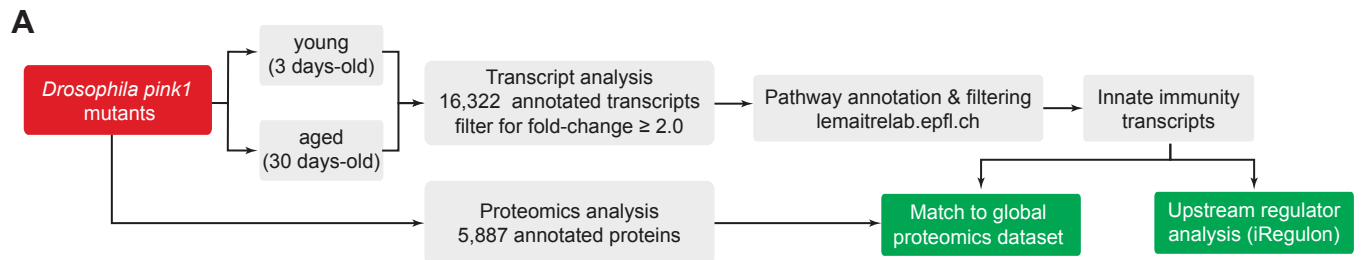 A
Drosophila pink1
mutants
young
(3 days-old)
aged
(30 days-old)
Transcript analysis
16,322 annotated transcripts
filter for fold-change ≥ 2.0
Pathway annotation & filtering
lemaitrelab.epfl.ch
Innate immunity
transcripts
Proteomics analysis
5,887 annotated proteins
Match to global
proteomics dataset
Upstream regulator
analysis (iRegulon)